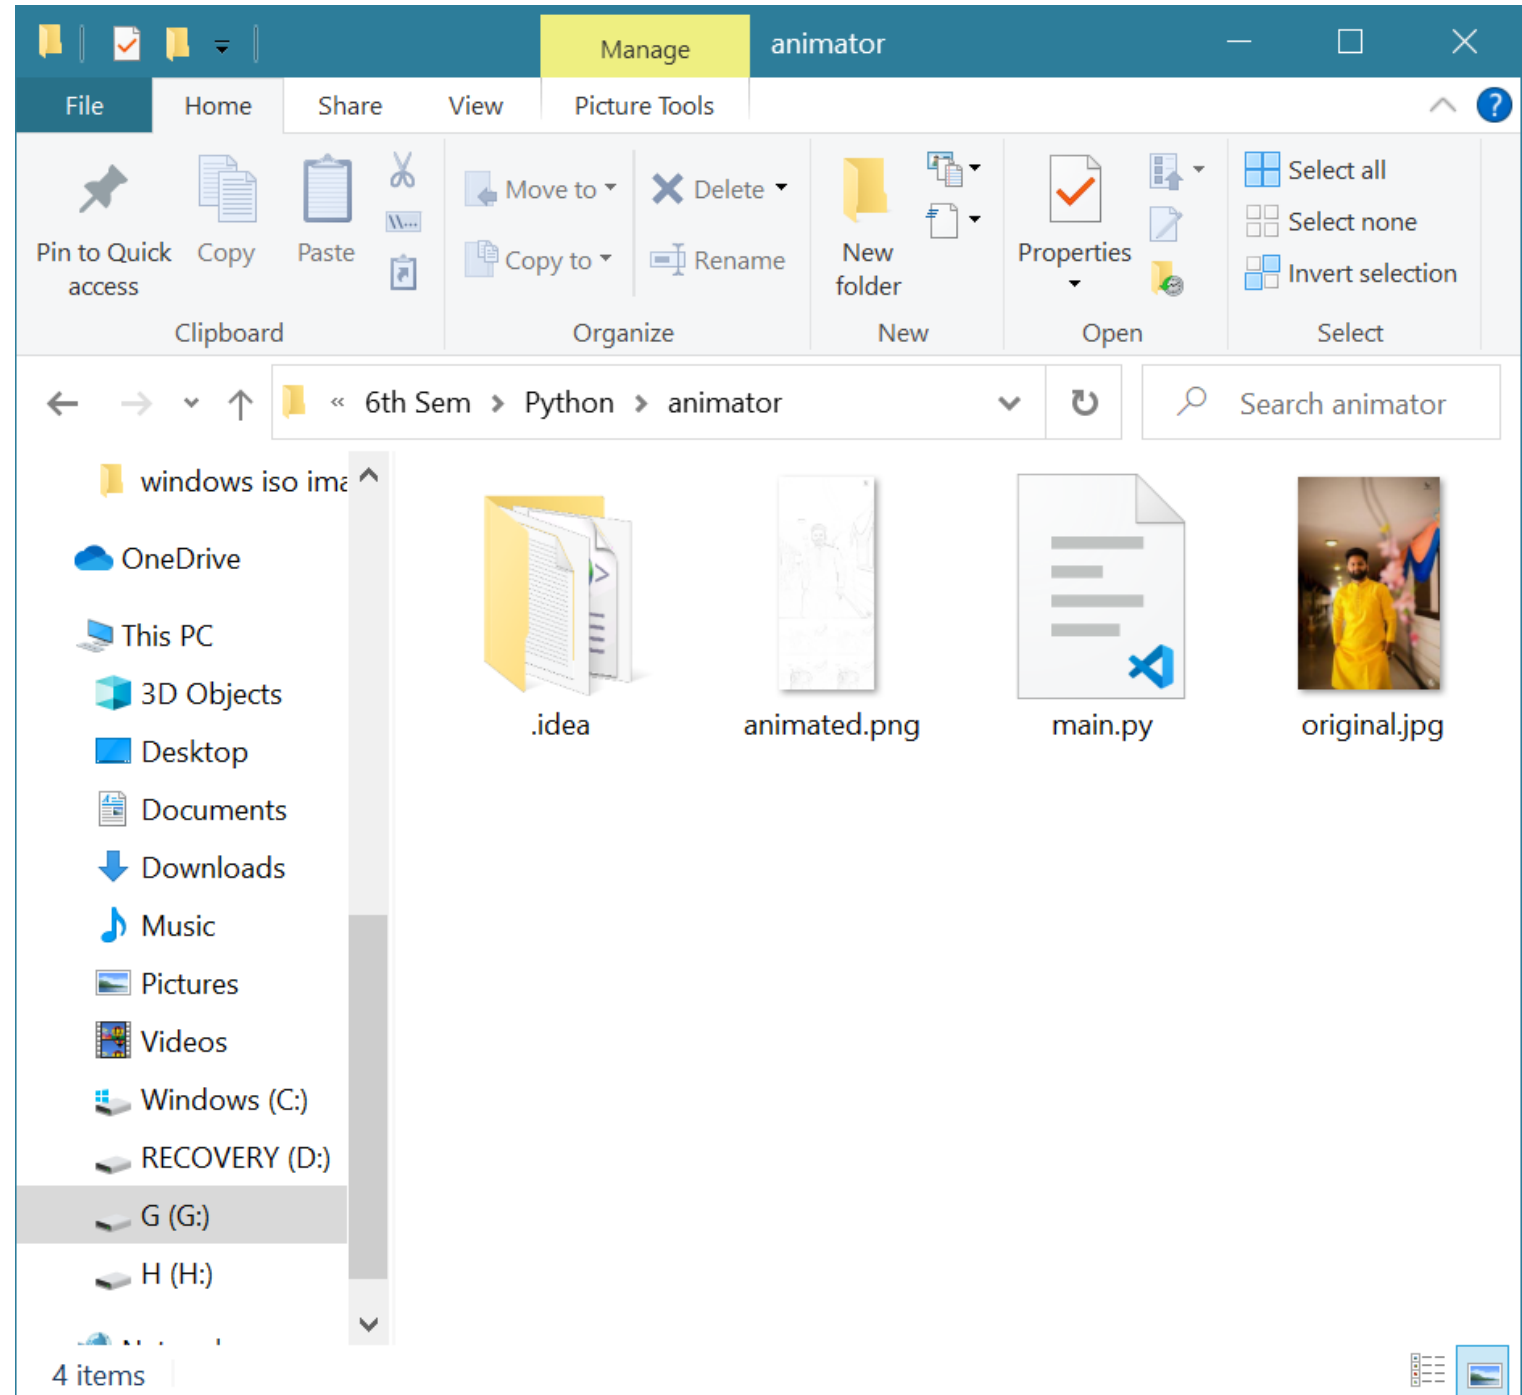 Manage
animator
File
Home
Share
View
Picture Tools
?
Pin to Quick access
Copy
Paste
Clipboard
Move to
Copy to
Delete
Rename
Organize
New folder
New
Properties
Open
Select all
Select none
Invert selection
Select
« 6th Sem > Python > animator
Search animator
windows iso ima
OneDrive
This PC
3D Objects
Desktop
Documents
Downloads
Music
Pictures
Videos
Windows (C:)
RECOVERY (D:)
G (G:)
H (H:)
.idea
animated.png
main.py
original.jpg
4 items